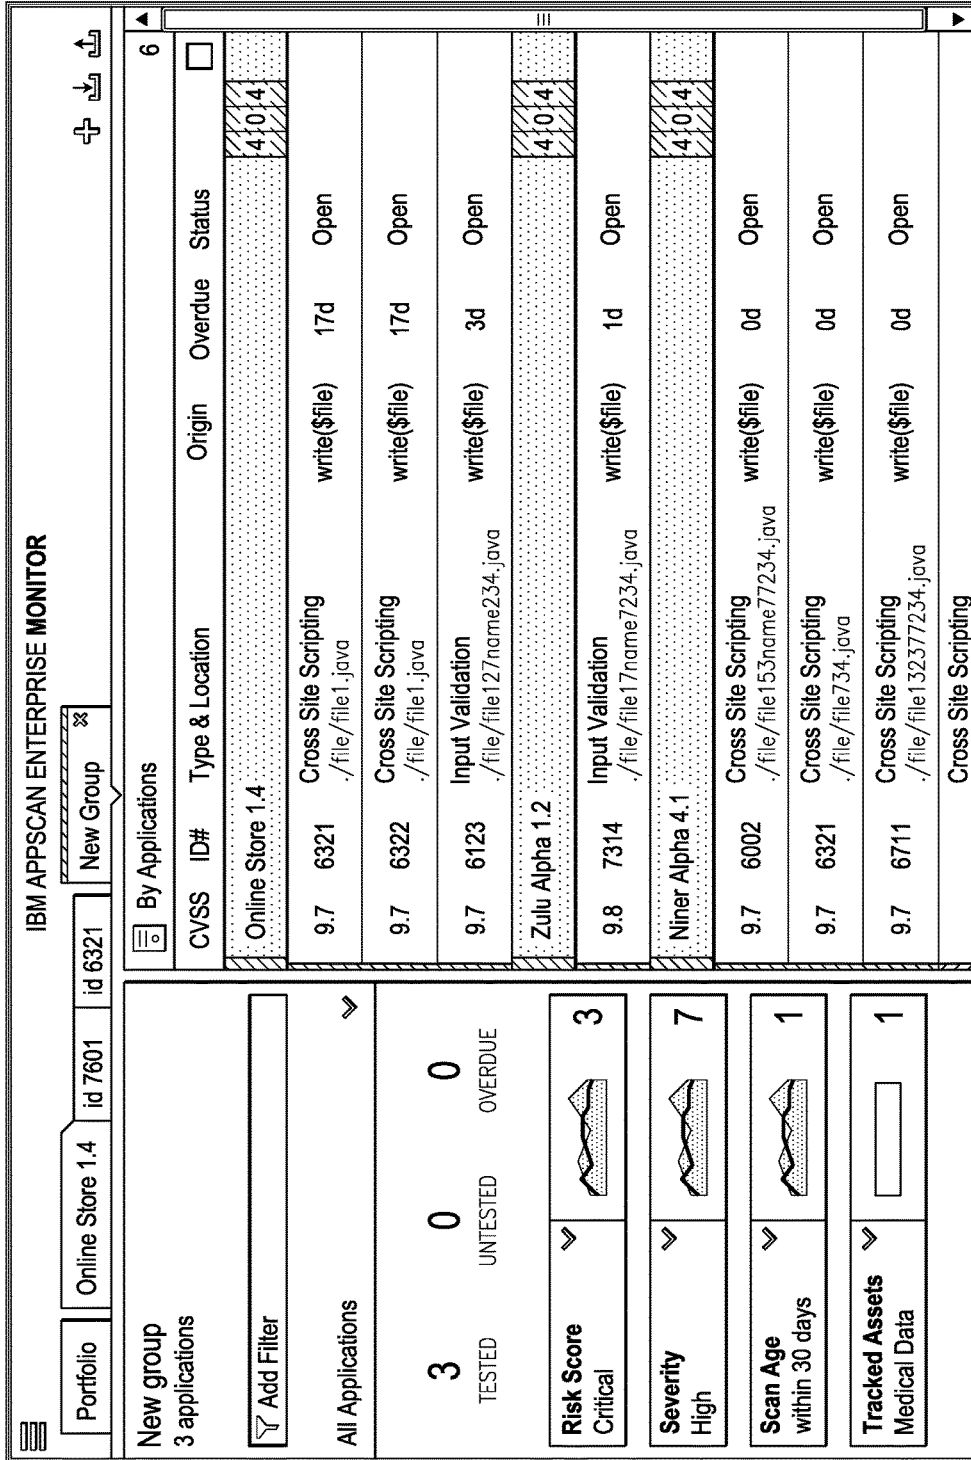 IBM APPSCAN ENTERPRISE MONITOR
Portfolio
Online Store 1.4
id 7601
id 6321
New Group
New group
3 applications
Add Filter
All Applications
3 0 0
TESTED UNTESTED OVERDUE
Risk Score
Critical
3
Severity
High
7
Scan Age
within 30 days
1
Tracked Assets
Medical Data
1
By Applications
6
CVSS ID# Type & Location Origin Overdue Status
Online Store 1.4 4 0 4
9.7 6321 Cross Site Scripting write($file) 17d Open
./file/file1.java
9.7 6322 Cross Site Scripting write($file) 17d Open
./file/file1.java
9.7 6123 Input Validation write($file) 3d Open
./file/file127name234.java
Zulu Alpha 1.2 4 0 4
9.8 7314 Input Validation write($file) 1d Open
./file/file17name7234.java
Niner Alpha 4.1 4 0 4
9.7 6002 Cross Site Scripting write($file) 0d Open
./file/file153name77234.java
9.7 6321 Cross Site Scripting write($file) 0d Open
./file/file734.java
9.7 6711 Cross Site Scripting write($file) 0d Open
./file/file132377234.java
Cross Site Scripting